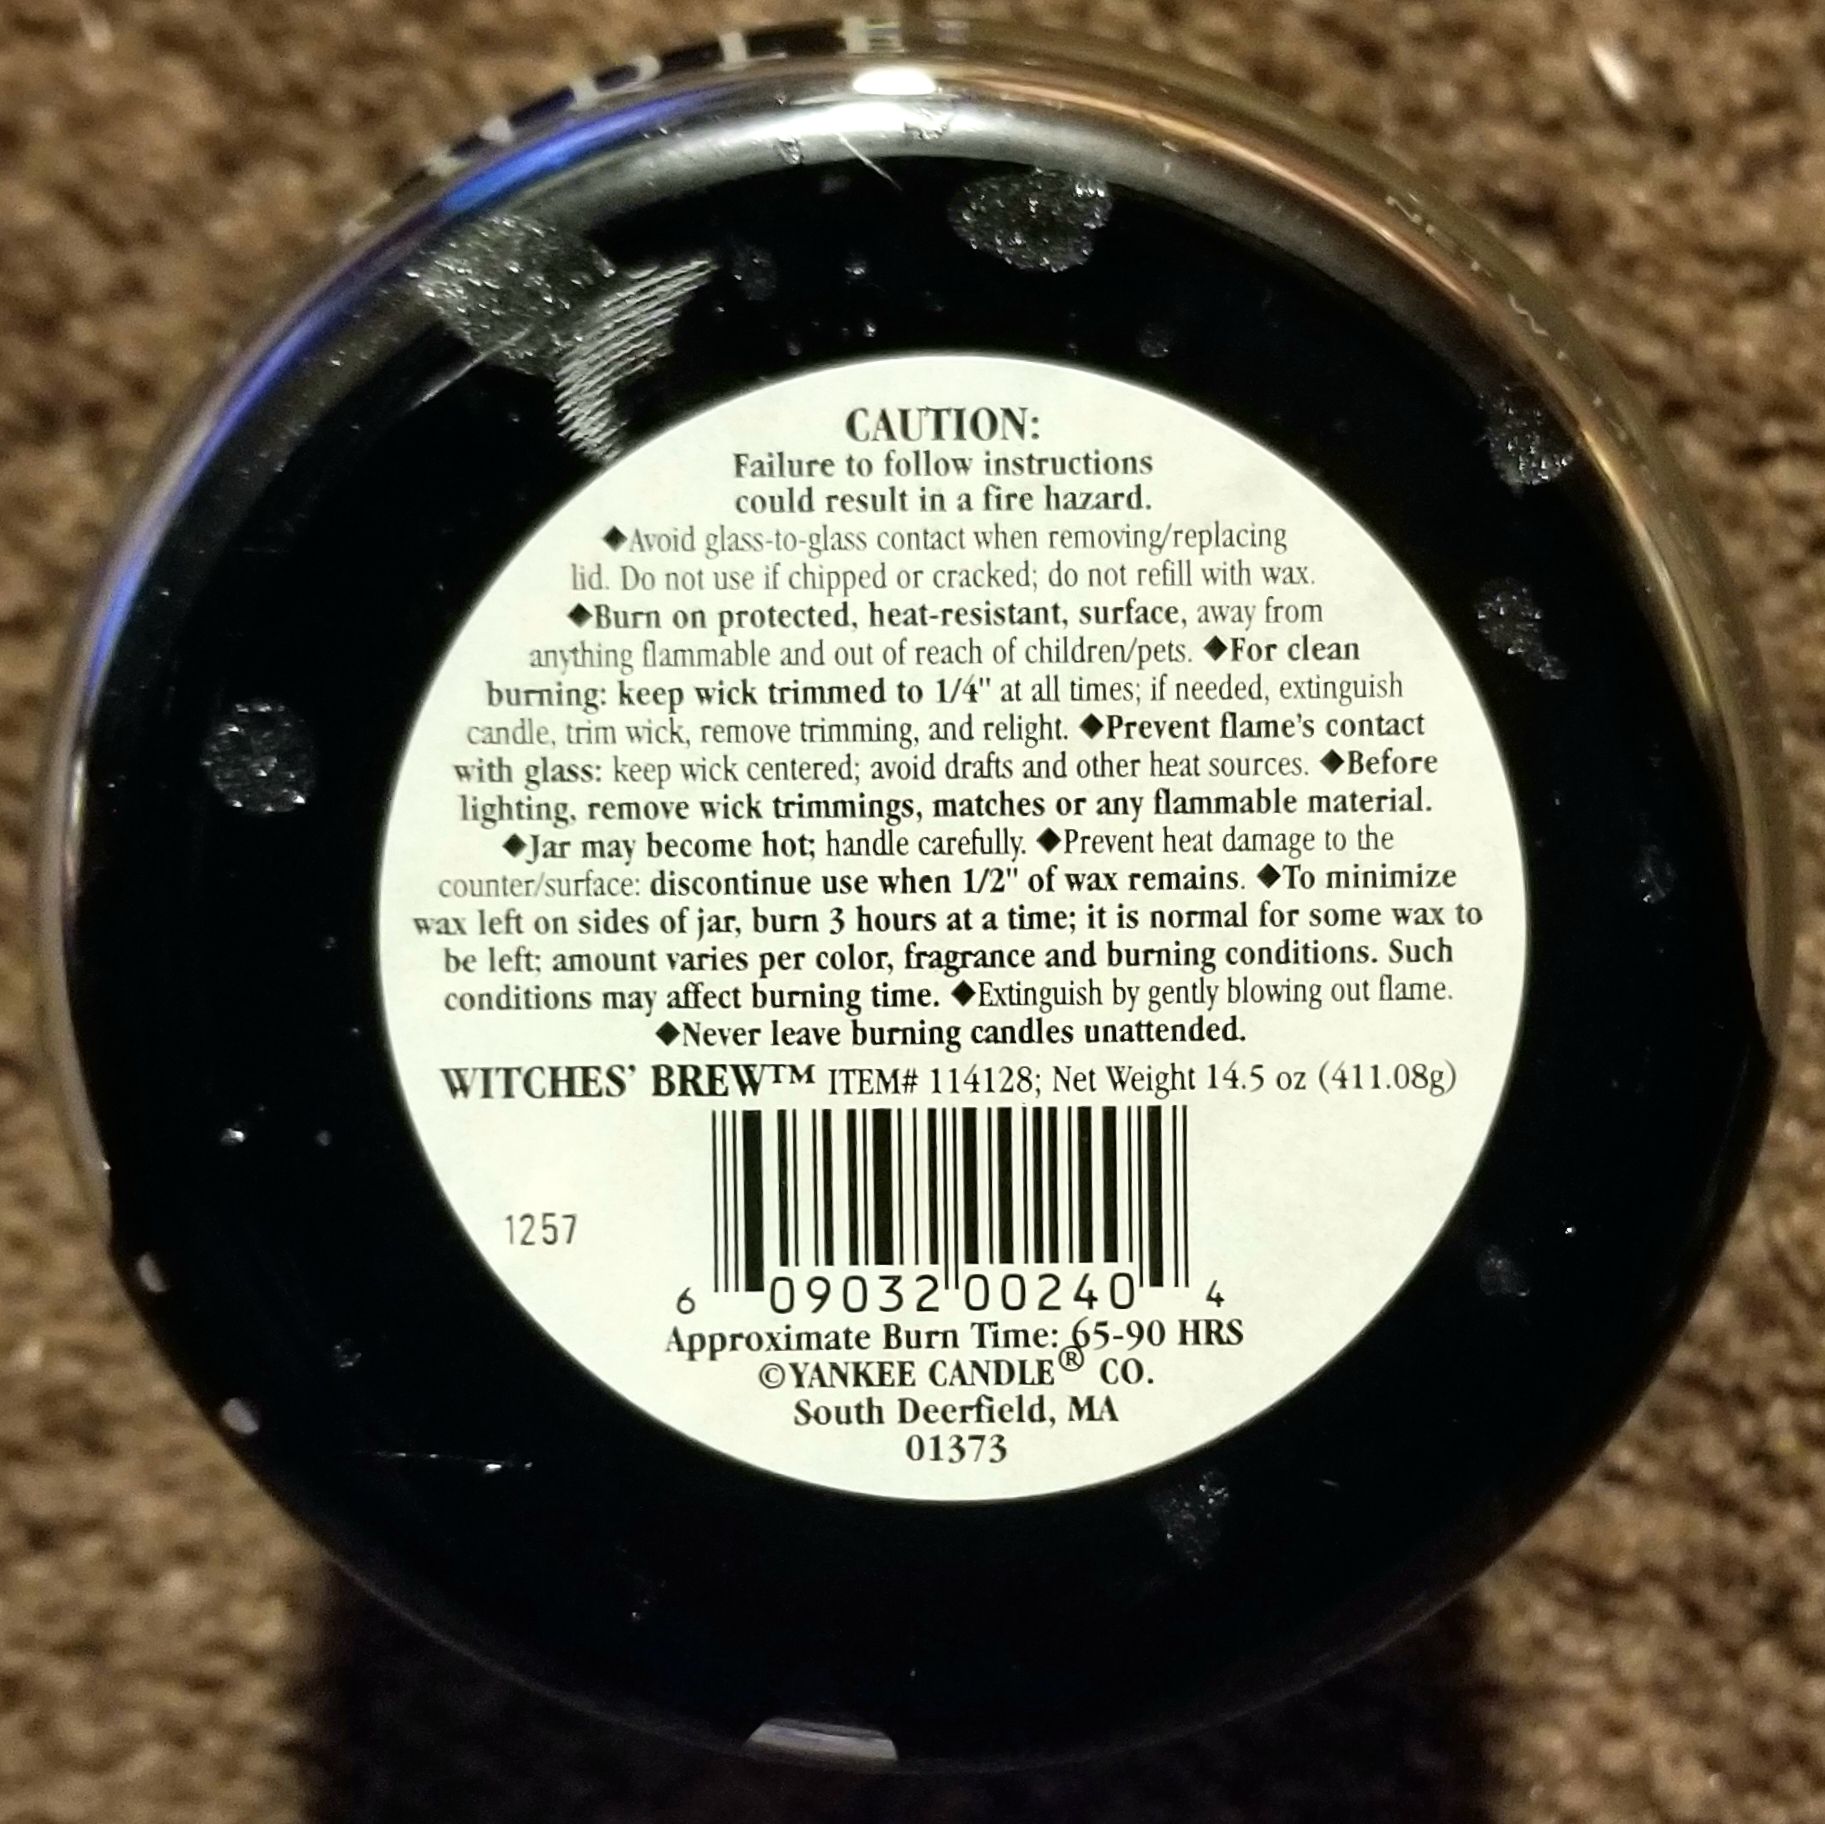 CAUTION:
Failure to follow instructions
could result in a fire hazard.
◆Avoid glass-to-glass contact when removing/replacing
lid. Do not use if chipped or cracked; do not refill with wax.
◆Burn on protected, heat-resistant, surface, away from
anything flammable and out of reach of children/pets. ◆For clean
burning: keep wick trimmed to 1/4" at all times; if needed, extinguish
candle, trim wick, remove trimming, and relight. ◆Prevent flame's contact
with glass: keep wick centered; avoid drafts and other heat sources. ◆Before
lighting, remove wick trimmings, matches or any flammable material.
◆Jar may become hot; handle carefully. ◆Prevent heat damage to the
counter/surface: discontinue use when 1/2" of wax remains. ◆To minimize
wax left on sides of jar, burn 3 hours at a time; it is normal for some wax to
be left; amount varies per color, fragrance and burning conditions. Such
conditions may affect burning time. ◆Extinguish by gently blowing out flame.
◆Never leave burning candles unattended.
WITCHES' BREW™ ITEM# 114128; Net Weight 14.5 oz (411.08g)
1257
6 09032 00240 4
Approximate Burn Time: 65-90 HRS
©YANKEE CANDLE® CO.
South Deerfield, MA
01373